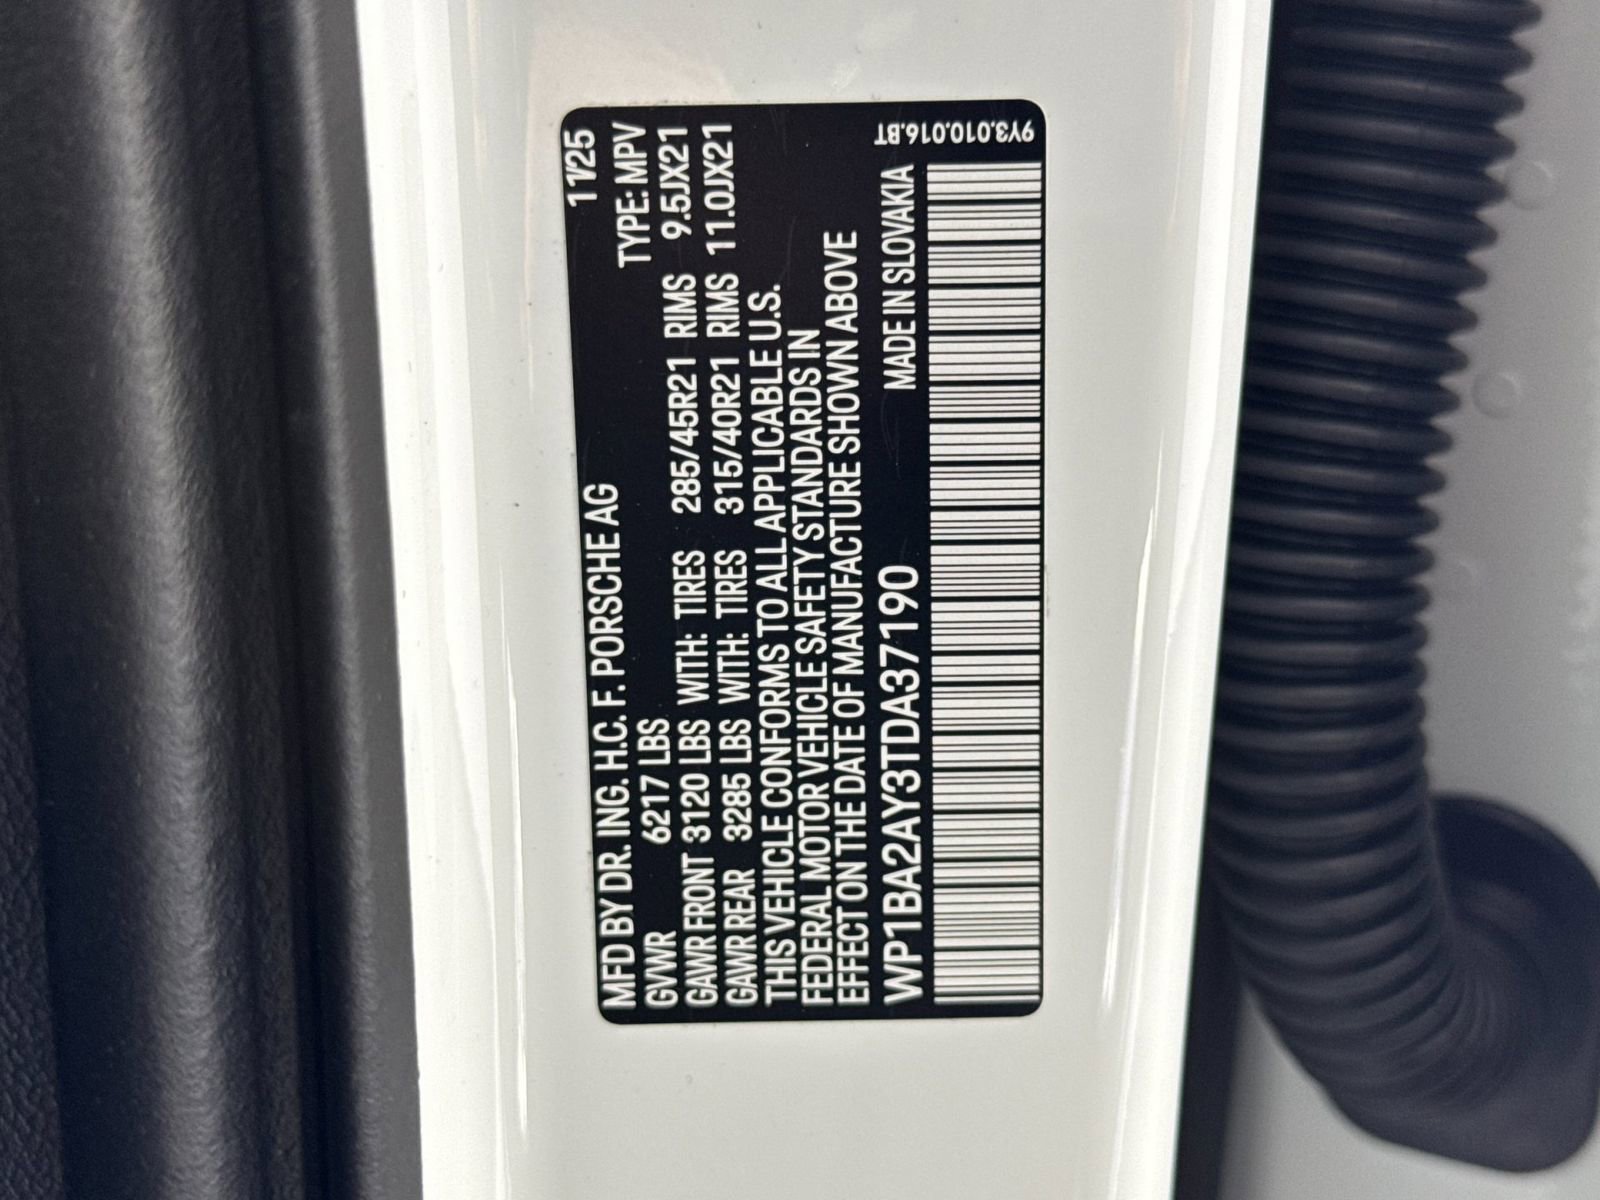 11/25
MFD BY DR. ING. H.C. F. PORSCHE AG
GVWR 6217 LBS TYPE: MPV
GAWR FRONT 3120 LBS WITH: TIRES 285/45R21 RIMS 9.5JX21
GAWR REAR 3285 LBS WITH: TIRES 315/40R21 RIMS 11.0JX21
THIS VEHICLE CONFORMS TO ALL APPLICABLE U.S.
FEDERAL MOTOR VEHICLE SAFETY STANDARDS IN
EFFECT ON THE DATE OF MANUFACTURE SHOWN ABOVE
WP1BA2AY3TDA37190 MADE IN SLOVAKIA
9Y3.010.016.BT